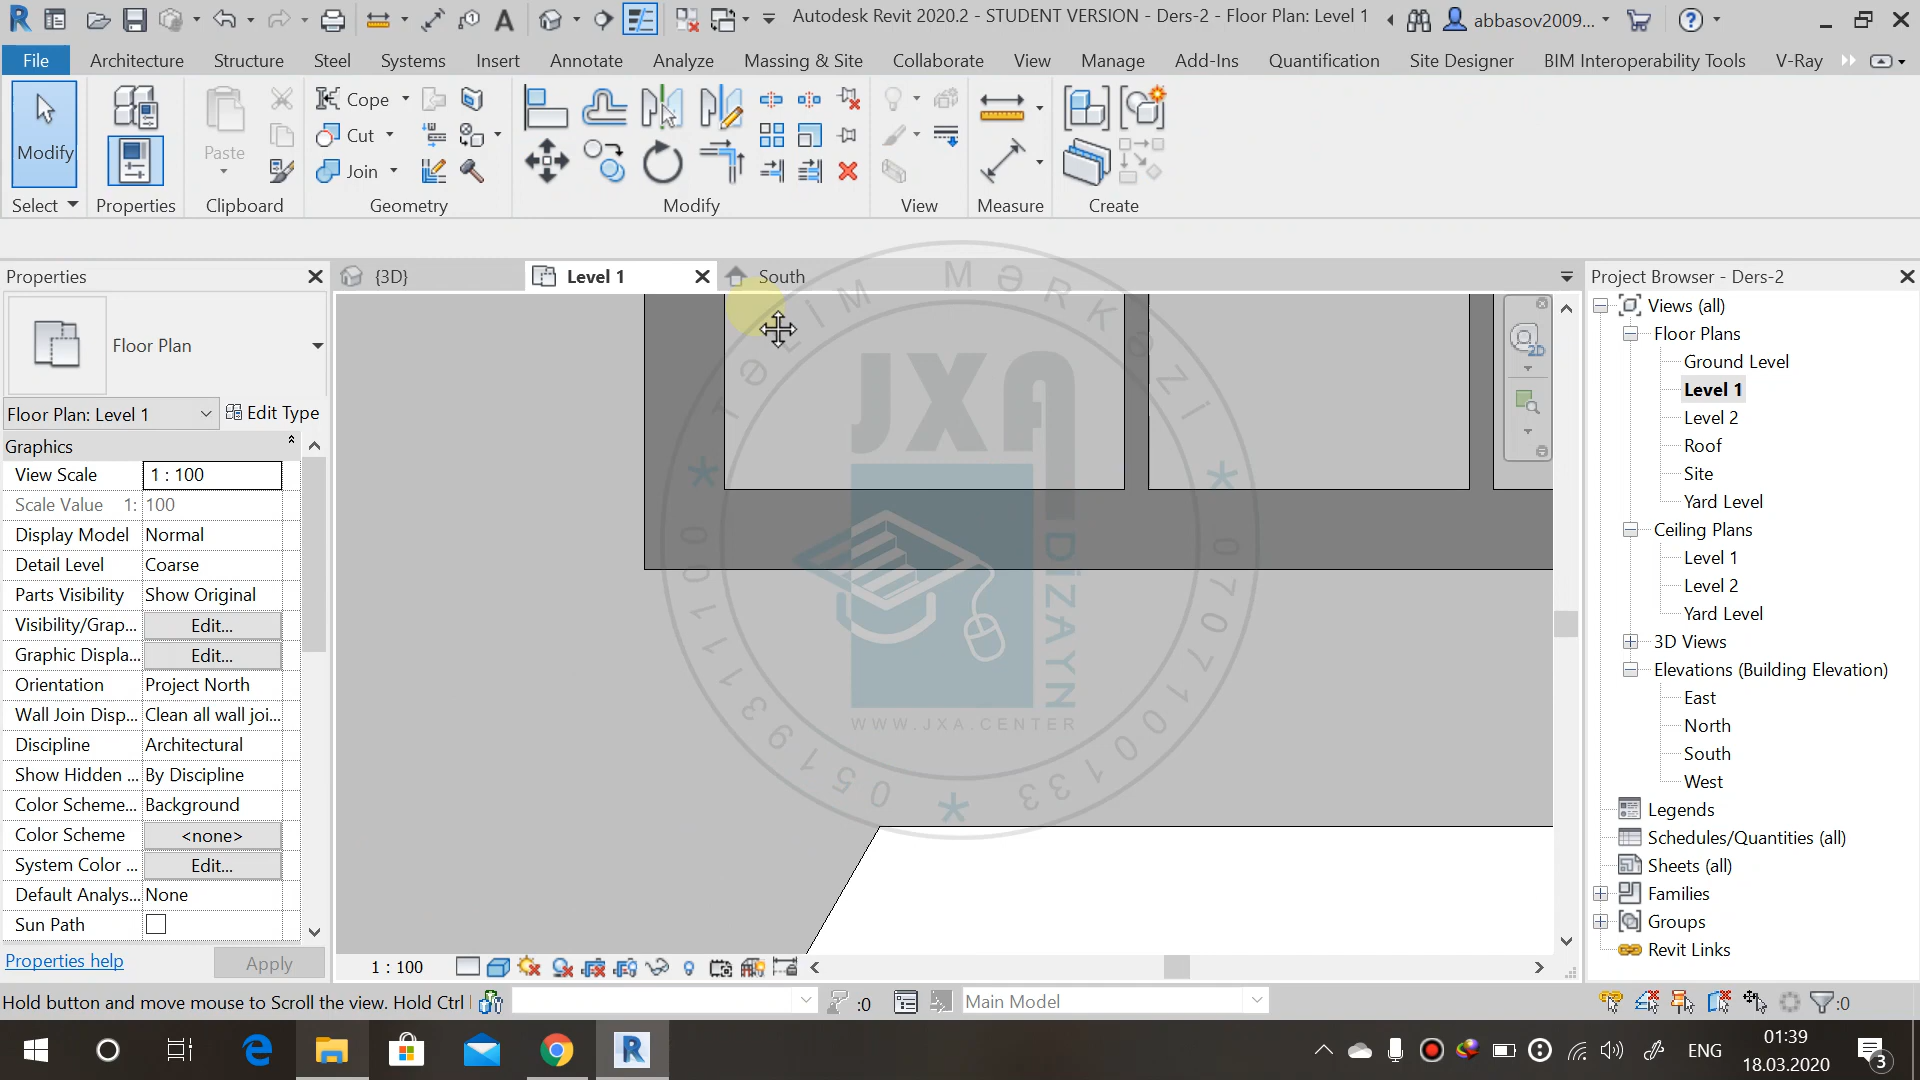 Autodesk Revit 2020.2 - STUDENT VERSION - Ders-2 - Floor Plan: Level 1
abbasov2009...
File
Architecture
Structure
Steel
Systems
Insert
Annotate
Analyze
Massing & Site
Collaborate
View
Manage
Add-Ins
Quantification
Site Designer
BIM Interoperability Tools
V-Ray
Modify
Paste
Cope
Cut
Join
Select
Properties
Clipboard
Geometry
Modify
View
Measure
Create
Properties
{3D}
Level 1
South
Project Browser - Ders-2
Floor Plan
Floor Plan: Level 1
Edit Type
Graphics
View Scale 1 : 100
Scale Value 1: 100
Display Model Normal
Detail Level Coarse
Parts Visibility Show Original
Visibility/Grap... Edit...
Graphic Displa... Edit...
Orientation Project North
Wall Join Disp... Clean all wall joi...
Discipline Architectural
Show Hidden ... By Discipline
Color Scheme... Background
Color Scheme <none>
System Color ... Edit...
Default Analys... None
Sun Path
Properties help
Apply
TƏLİM MƏRKƏZİ
JXA
DİZAYN
WWW.JXA.CENTER
0519311100
0707100133
2D
Views (all)
Floor Plans
Ground Level
Level 1
Level 2
Roof
Site
Yard Level
Ceiling Plans
Level 1
Level 2
Yard Level
3D Views
Elevations (Building Elevation)
East
North
South
West
Legends
Schedules/Quantities (all)
Sheets (all)
Families
Groups
Revit Links
1 : 100
Hold button and move mouse to Scroll the view. Hold Ctrl
:0
Main Model
:0
ENG
01:39
18.03.2020
3